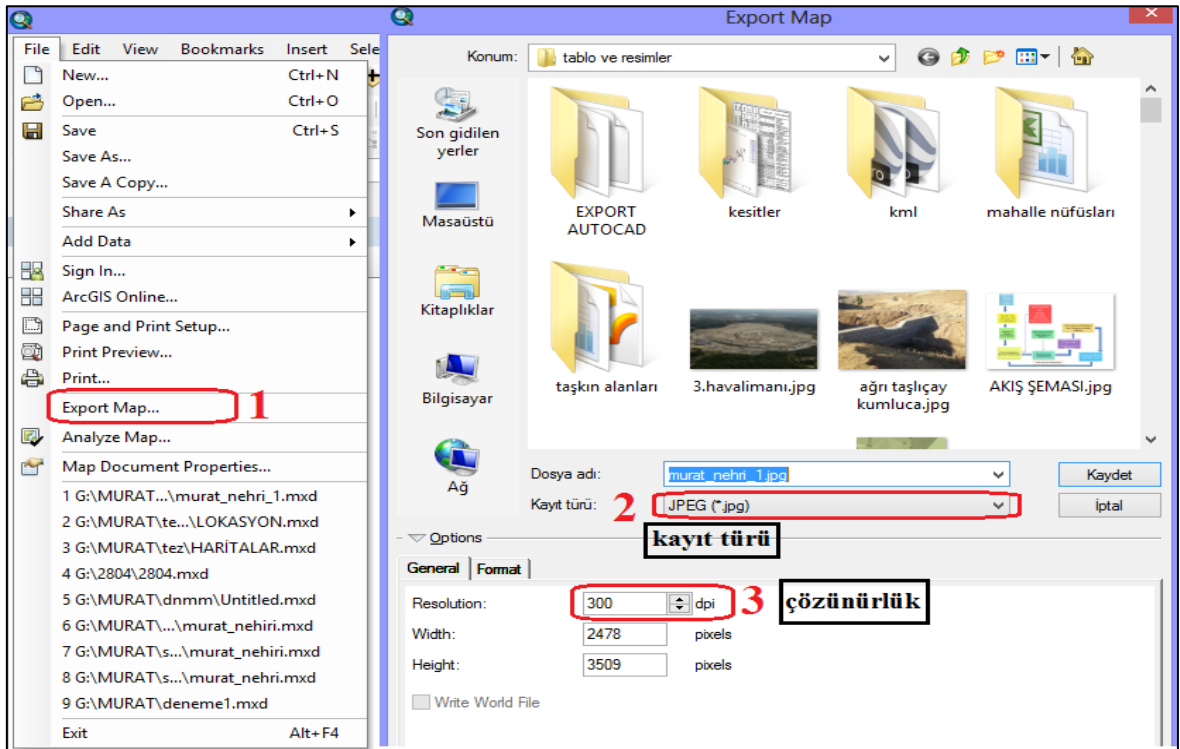 File Edit View Bookmarks Insert Sele
New... Ctrl+N
Open... Ctrl+O
Save Ctrl+S
Save As...
Save A Copy...
Share As
Add Data
Sign In...
ArcGIS Online...
Page and Print Setup...
Print Preview...
Print...
Export Map... 1
Analyze Map...
Map Document Properties...
1 G:\MURAT...\murat_nehri_1.mxd
2 G:\MURAT\te...\LOKASYON.mxd
3 G:\MURAT\tez\HARİTALAR.mxd
4 G:\2804\2804.mxd
5 G:\MURAT\dnmm\Untitled.mxd
6 G:\MURAT\...\murat_nehiri.mxd
7 G:\MURAT\s...\murat_nehri.mxd
8 G:\MURAT\s...\murat_nehri.mxd
9 G:\MURAT\deneme1.mxd
Exit Alt+F4
Export Map
Konum: tablo ve resimler
Son gidilen
yerler
Masaüstü
Kitaplıklar
Bilgisayar
Ağ
EXPORT
AUTOCAD
kesitler
kml
mahalle nüfüsları
taşkın alanları
3.havalimanı.jpg
ağrı taşlıçay
kumluca.jpg
AKIŞ ŞEMASI.jpg
Dosya adı: murat_nehri_1.jpg Kaydet
Kayıt türü: 2 JPEG (*.jpg) İptal
kayıt türü
Options
General Format
Resolution: 300 dpi 3 çözünürlük
Width: 2478 pixels
Height: 3509 pixels
Write World File